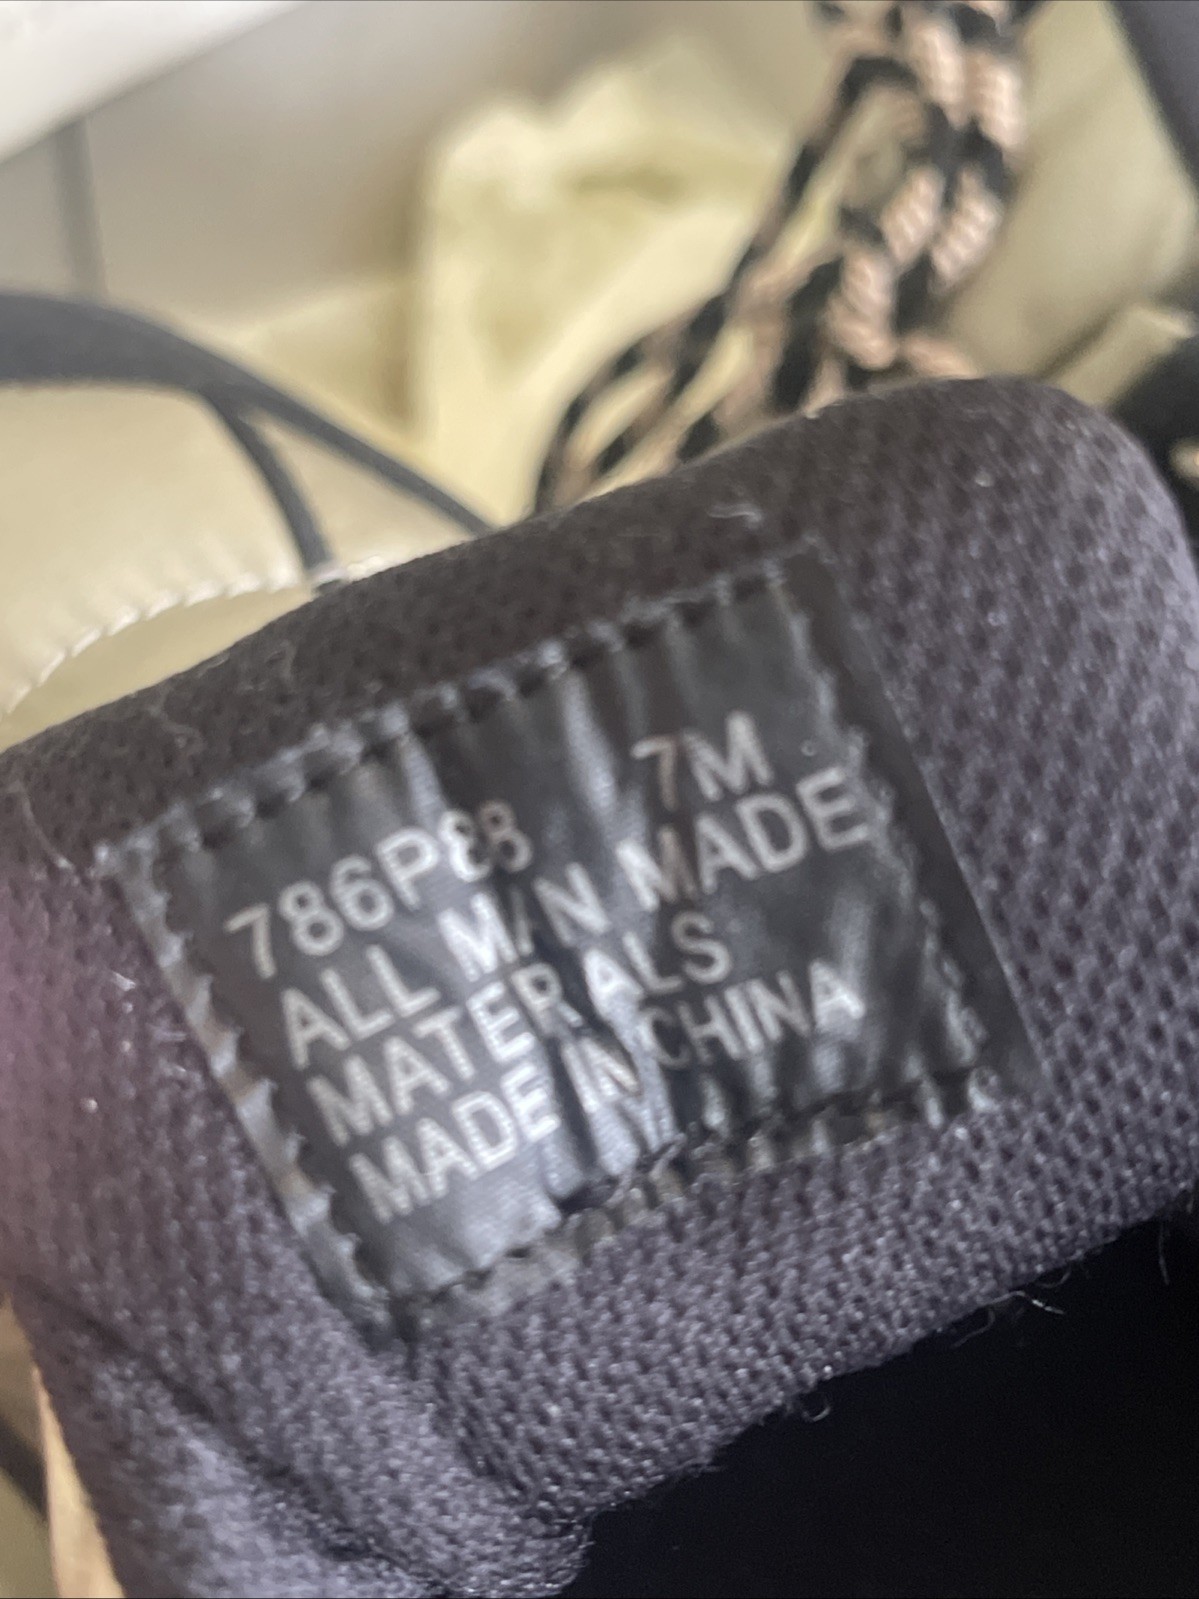 786P88 7M
ALL MAN MADE
MATERIALS
MADE IN CHINA